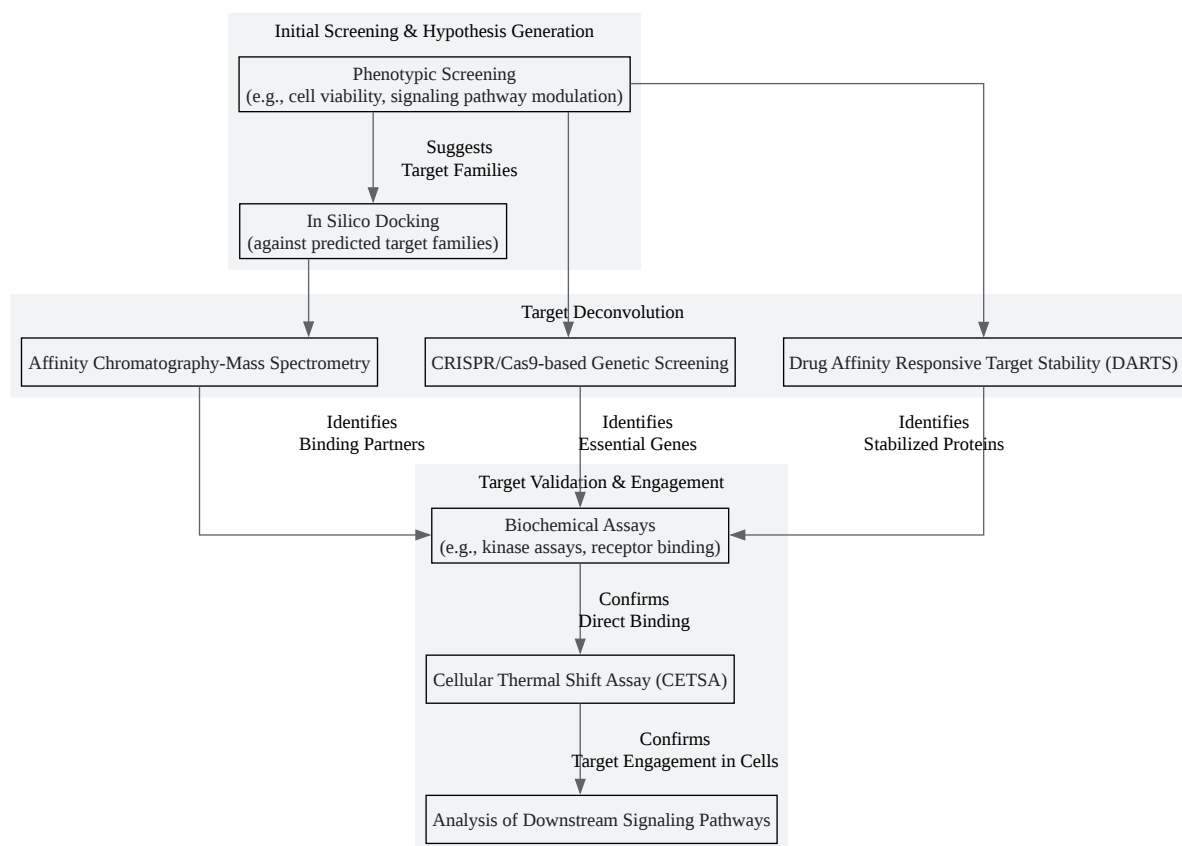 Initial Screening & Hypothesis Generation
Phenotypic Screening
(e.g., cell viability, signaling pathway modulation)
Suggests
Target Families
In Silico Docking
(against predicted target families)
Target Deconvolution
Affinity Chromatography-Mass Spectrometry
CRISPR/Cas9-based Genetic Screening
Drug Affinity Responsive Target Stability (DARTS)
Identifies
Binding Partners
Identifies
Essential Genes
Identifies
Stabilized Proteins
Target Validation & Engagement
Biochemical Assays
(e.g., kinase assays, receptor binding)
Confirms
Direct Binding
Cellular Thermal Shift Assay (CETSA)
Confirms
Target Engagement in Cells
Analysis of Downstream Signaling Pathways